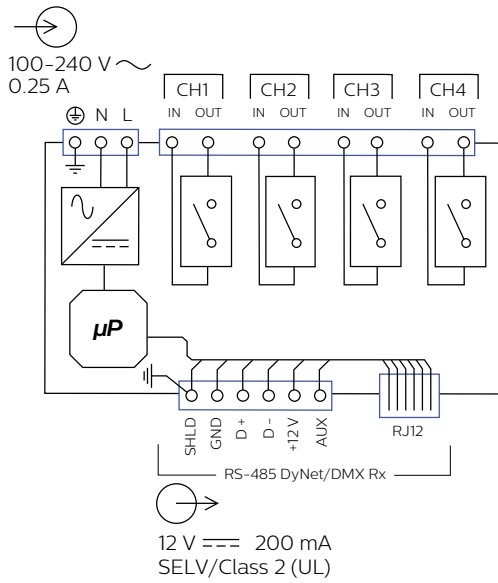 100-240 V
0.25 A
CH1 CH2 CH3 CH4
N L IN OUT IN OUT IN OUT IN OUT
µP
SHLD GND D+ D- +12 V AUX
RJ12
RS-485 DyNet/DMX Rx
12 V 200 mA
SELV/Class 2 (UL)